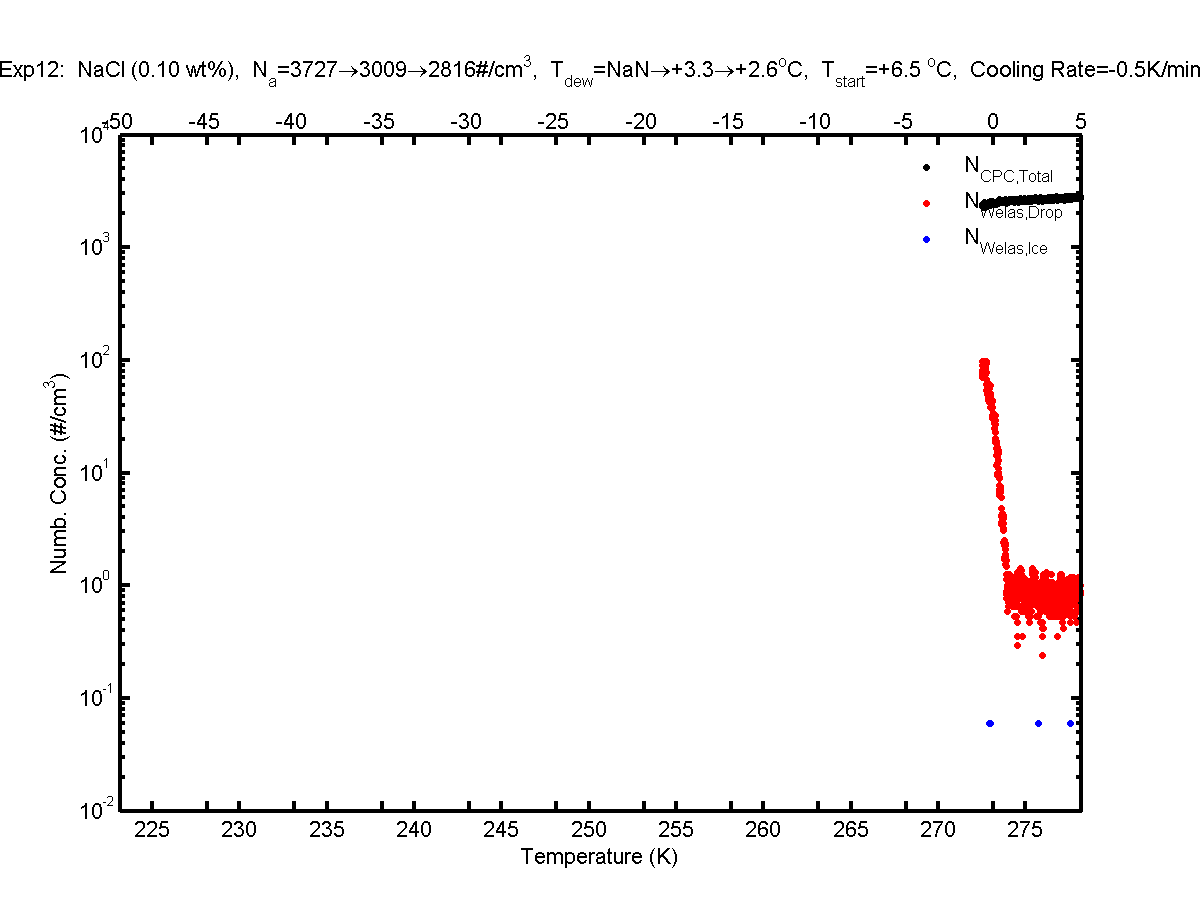 Exp12: NaCl (0.10 wt%), Na=3727→3009→2816#/cm3, Tdew=NaN→+3.3→+2.6oC, Tstart=+6.5 oC, Cooling Rate=-0.5K/min
-50 -45 -40 -35 -30 -25 -20 -15 -10 -5 0 5
104
NCPC,Total
NWelas,Drop
NWelas,Ice
103
102
101
100
10-1
10-2
Numb. Conc. (#/cm3)
225 230 235 240 245 250 255 260 265 270 275
Temperature (K)